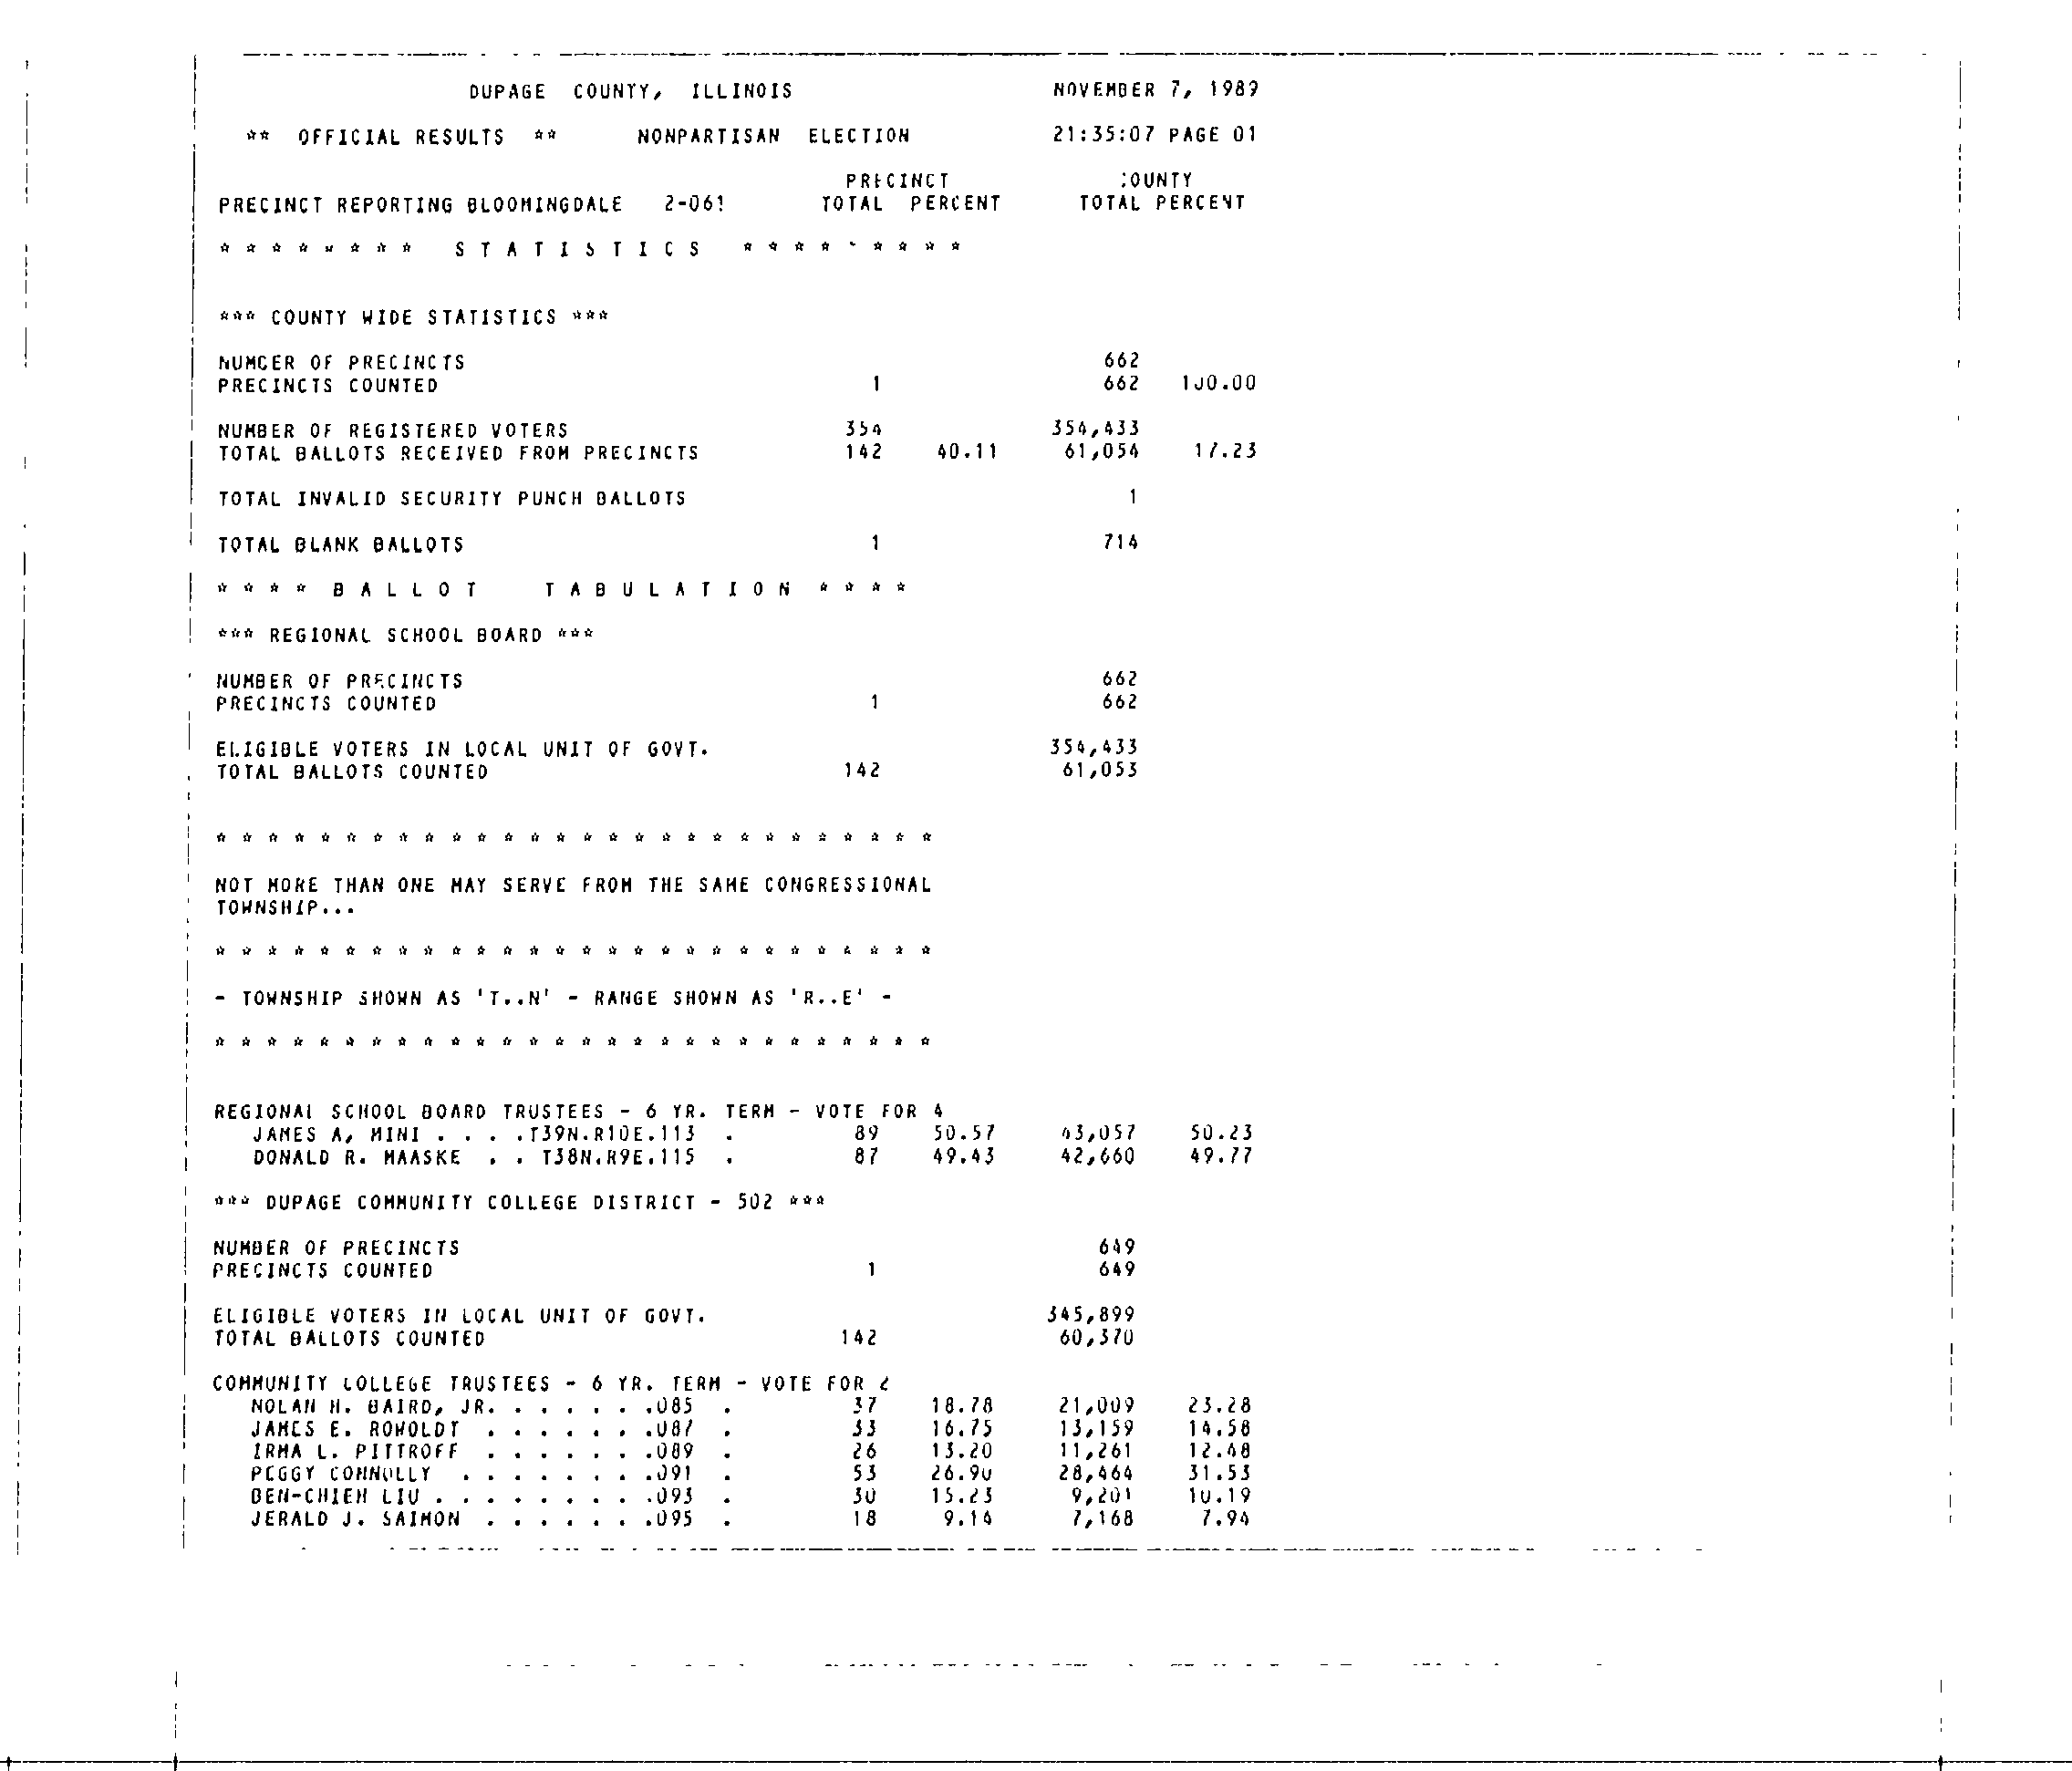 DUPAGE COUNTY, ILLINOIS NOVEMBER 7, 1989
** OFFICIAL RESULTS ** NONPARTISAN ELECTION 21:35:07 PAGE 01
PRECINCT COUNTY
PRECINCT REPORTING BLOOMINGDALE 2-061 TOTAL PERCENT TOTAL PERCENT
* * * * * * * * S T A T I S T I C S * * * * * * * * *
*** COUNTY WIDE STATISTICS ***
NUMCER OF PRECINCTS 662
PRECINCTS COUNTED 1 662 100.00
NUMBER OF REGISTERED VOTERS 354 354,433
TOTAL BALLOTS RECEIVED FROM PRECINCTS 142 40.11 61,054 17.23
TOTAL INVALID SECURITY PUNCH BALLOTS 1
TOTAL BLANK BALLOTS 1 714
* * * * B A L L O T T A B U L A T I O N * * * *
*** REGIONAL SCHOOL BOARD ***
NUMBER OF PRECINCTS 662
PRECINCTS COUNTED 1 662
ELIGIBLE VOTERS IN LOCAL UNIT OF GOVT. 354,433
TOTAL BALLOTS COUNTED 142 61,053
* * * * * * * * * * * * * * * * * * * * * * * * * * * *
NOT MORE THAN ONE MAY SERVE FROM THE SAME CONGRESSIONAL
TOWNSHIP...
* * * * * * * * * * * * * * * * * * * * * * * * * * * *
- TOWNSHIP SHOWN AS 'T..N' - RANGE SHOWN AS 'R..E' -
* * * * * * * * * * * * * * * * * * * * * * * * * * * *
REGIONAL SCHOOL BOARD TRUSTEES - 6 YR. TERM - VOTE FOR 4
JAMES A. MINI . . . .T39N.R10E.113 . 89 50.57 43,057 50.23
DONALD R. MAASKE . . T38N.R9E.115 . 87 49.43 42,660 49.77
*** DUPAGE COMMUNITY COLLEGE DISTRICT - 502 ***
NUMBER OF PRECINCTS 649
PRECINCTS COUNTED 1 649
ELIGIBLE VOTERS IN LOCAL UNIT OF GOVT. 345,899
TOTAL BALLOTS COUNTED 142 60,370
COMMUNITY COLLEGE TRUSTEES - 6 YR. TERM - VOTE FOR 2
NOLAN H. BAIRD, JR. . . . . . .085 . 37 18.78 21,009 23.28
JAMES E. ROWOLDT . . . . . . .087 . 33 16.75 13,159 14.58
IRMA L. PITTROFF . . . . . . .089 . 26 13.20 11,261 12.48
PEGGY CONNOLLY . . . . . . . .091 . 53 26.90 28,464 31.53
BEN-CHIEH LIU . . . . . . . . .093 . 30 15.23 9,201 10.19
JERALD J. SAIMON . . . . . . .095 . 18 9.14 7,168 7.94